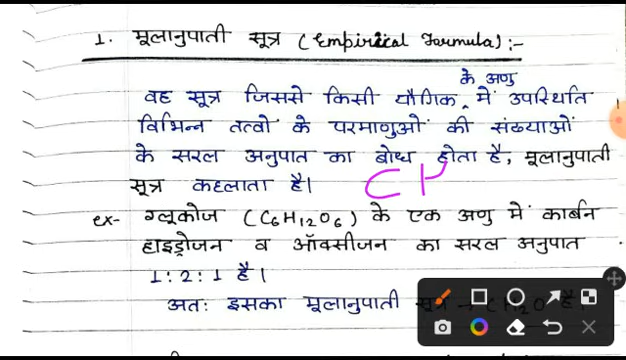 1. मूलानुपाती सूत्र (Empirical Formula):-
के अणु
वह सूत्र जिससे किसी यौगिक में उपस्थिति
विभिन्न तत्वों के परमाणुओं की संख्याओं
के सरल अनुपात का बोध होता है, मूलानुपाती
सूत्र कहलाता है।
ex- ग्लूकोज (C6H12O6) के एक अणु में कार्बन
हाइड्रोजन व ऑक्सीजन का सरल अनुपात
1:2:1 है।
अतः इसका मूलानुपाती सूत्र → CH2O है।